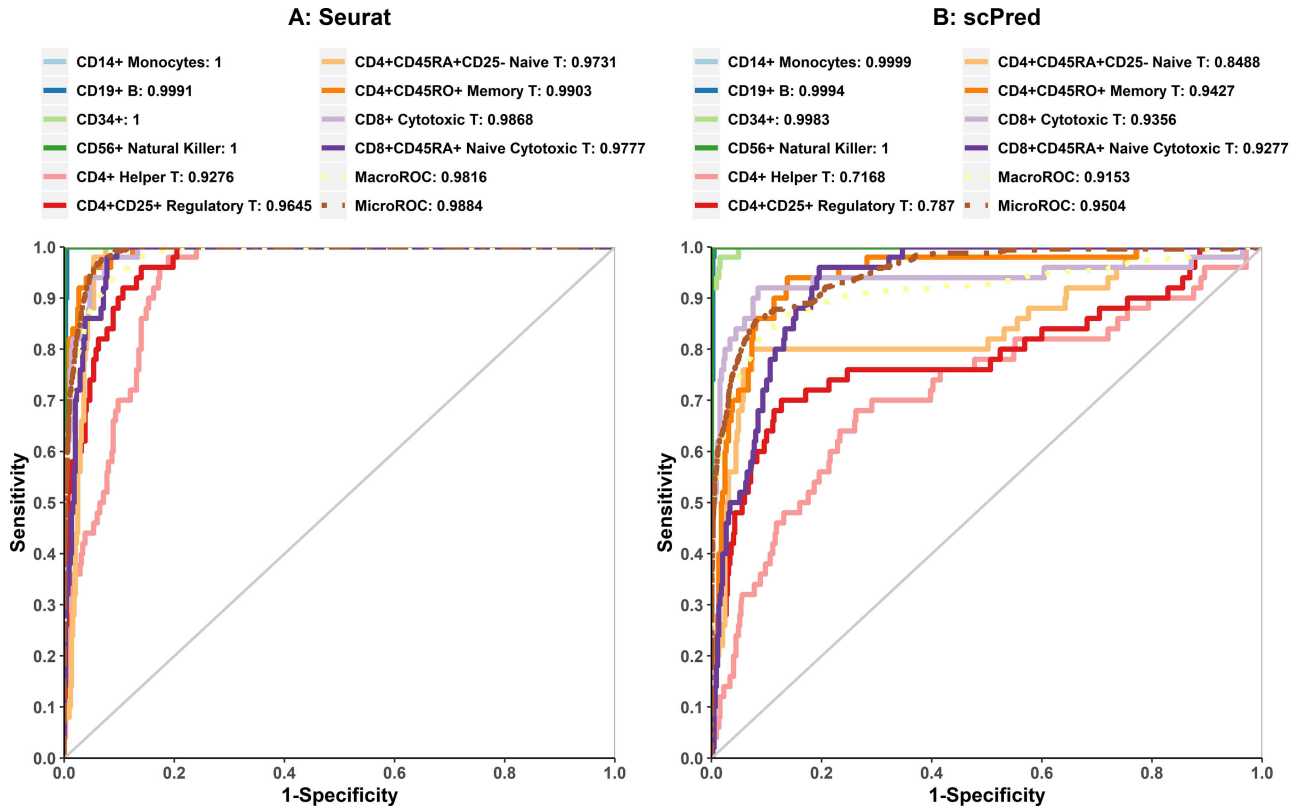 A: Seurat
CD14+ Monocytes: 1
CD19+ B: 0.9991
CD34+: 1
CD56+ Natural Killer: 1
CD4+ Helper T: 0.9276
CD4+CD25+ Regulatory T: 0.9645
CD4+CD45RA+CD25- Naive T: 0.9731
CD4+CD45RO+ Memory T: 0.9903
CD8+ Cytotoxic T: 0.9868
CD8+CD45RA+ Naive Cytotoxic T: 0.9777
MacroROC: 0.9816
MicroROC: 0.9884
Sensitivity
1.0
0.9
0.8
0.7
0.6
0.5
0.4
0.3
0.2
0.1
0.0
0.0 0.2 0.4 0.6 0.8 1.0
1-Specificity
B: scPred
CD14+ Monocytes: 0.9999
CD19+ B: 0.9994
CD34+: 0.9983
CD56+ Natural Killer: 1
CD4+ Helper T: 0.7168
CD4+CD25+ Regulatory T: 0.787
CD4+CD45RA+CD25- Naive T: 0.8488
CD4+CD45RO+ Memory T: 0.9427
CD8+ Cytotoxic T: 0.9356
CD8+CD45RA+ Naive Cytotoxic T: 0.9277
MacroROC: 0.9153
MicroROC: 0.9504
Sensitivity
1.0
0.9
0.8
0.7
0.6
0.5
0.4
0.3
0.2
0.1
0.0
0.0 0.2 0.4 0.6 0.8 1.0
1-Specificity